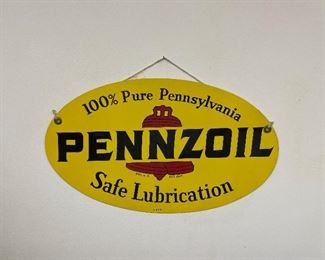 100% Pure Pennsylvania
PENNZOIL
Safe Lubrication